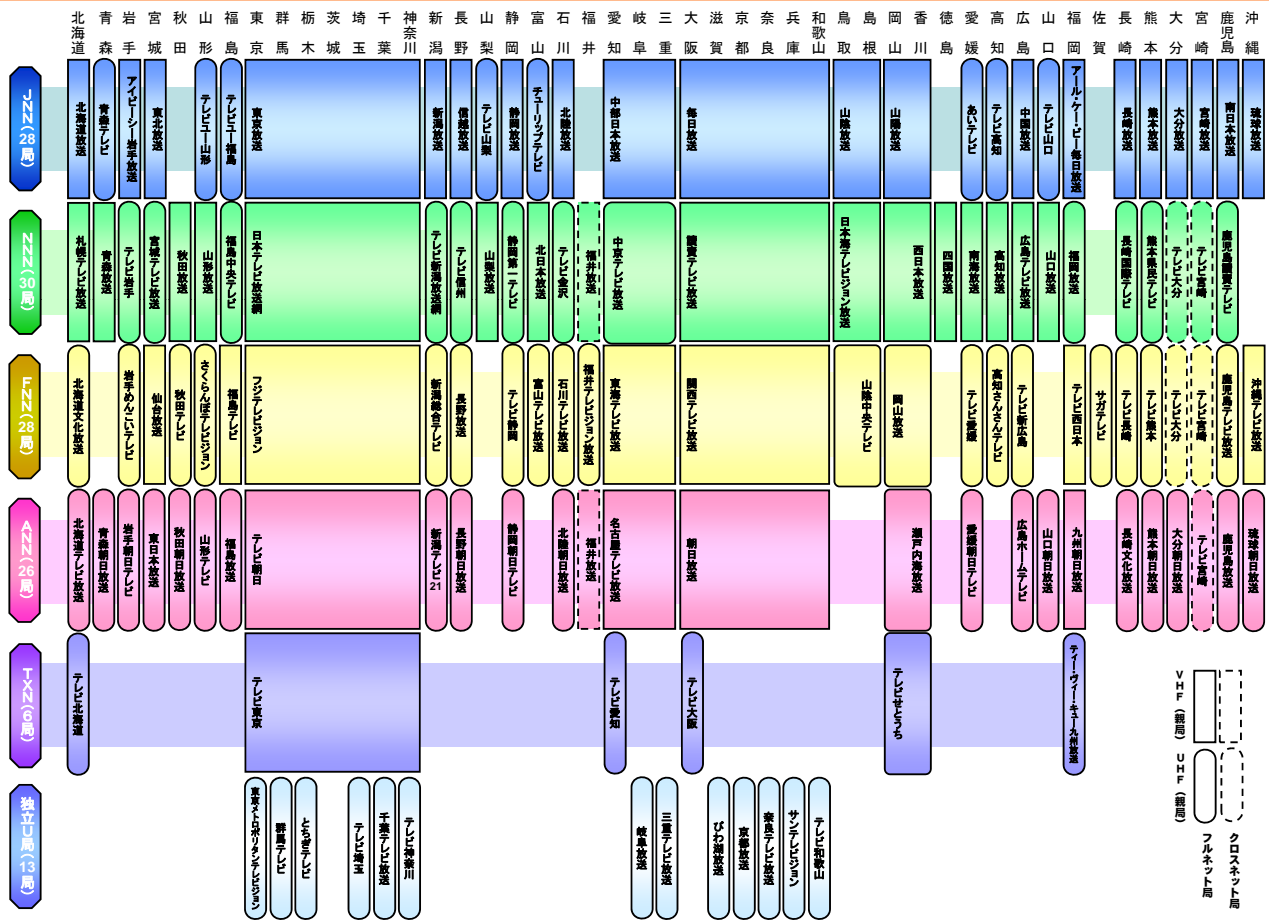 北海道
青森
岩手
宮城
秋田
山形
福島
東京
群馬
栃木
茨城
埼玉
千葉
神奈川
新潟
長野
山梨
静岡
富山
石川
福井
愛知
岐阜
三重
大阪
滋賀
京都
奈良
兵庫
和歌山
鳥取
島根
岡山
香川
徳島
愛媛
高知
広島
山口
福岡
佐賀
長崎
熊本
大分
宮崎
鹿児島
沖縄
JNN(28局)
北海道放送
青森テレビ
アイビーシー岩手放送
東北放送
テレビユー山形
テレビユー福島
東京放送
新潟放送
信越放送
テレビ山梨
静岡放送
チューリップテレビ
北陸放送
中部日本放送
毎日放送
山陰放送
山陽放送
あいテレビ
テレビ高知
中国放送
テレビ山口
アール・ケー・ビー毎日放送
長崎放送
熊本放送
大分放送
宮崎放送
南日本放送
琉球放送
NNN(30局)
札幌テレビ放送
青森放送
テレビ岩手
宮城テレビ放送
秋田放送
山形放送
福島中央テレビ
日本テレビ放送網
テレビ新潟放送網
テレビ信州
山梨放送
静岡第一テレビ
北日本放送
テレビ金沢
福井放送
中京テレビ放送
讀賣テレビ放送
日本海テレビジョン放送
西日本放送
四国放送
南海放送
高知放送
広島テレビ放送
山口放送
福岡放送
長崎国際テレビ
熊本県民テレビ
テレビ大分
テレビ宮崎
鹿児島讀賣テレビ
FNN(28局)
北海道文化放送
岩手めんこいテレビ
仙台放送
秋田テレビ
さくらんぼテレビジョン
福島テレビ
フジテレビジョン
新潟総合テレビ
長野放送
テレビ静岡
富山テレビ放送
石川テレビ放送
福井テレビジョン放送
東海テレビ放送
関西テレビ放送
山陰中央テレビ
岡山放送
テレビ愛媛
高知さんさんテレビ
テレビ新広島
テレビ西日本
サガテレビ
テレビ長崎
テレビ熊本
テレビ大分
テレビ宮崎
鹿児島テレビ放送
沖縄テレビ放送
ANN(26局)
北海道テレビ放送
青森朝日放送
岩手朝日テレビ
東日本放送
秋田朝日放送
山形テレビ
福島放送
テレビ朝日
新潟テレビ21
長野朝日放送
静岡朝日テレビ
北陸朝日放送
福井放送
名古屋テレビ放送
朝日放送
瀬戸内海放送
愛媛朝日テレビ
広島ホームテレビ
山口朝日放送
九州朝日放送
長崎文化放送
熊本朝日放送
大分朝日放送
テレビ宮崎
鹿児島放送
琉球朝日放送
TXN(6局)
テレビ北海道
テレビ東京
テレビ愛知
テレビ大阪
テレビせとうち
ティー・ヴィー・キュー九州放送
独立U局(13局)
東京メトロポリタンテレビジョン
群馬テレビ
とちぎテレビ
テレビ埼玉
千葉テレビ放送
テレビ神奈川
岐阜放送
三重テレビ放送
びわ湖放送
京都放送
奈良テレビ放送
サンテレビジョン
テレビ和歌山
VHF(親局)
UHF(親局)
フルネット局
クロスネット局